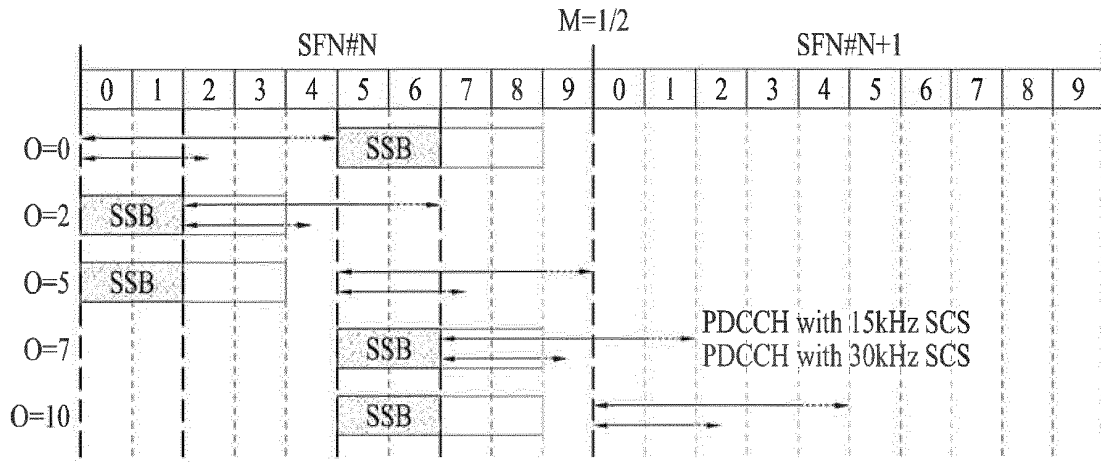 M=1/2
SFN#N SFN#N+1
0 1 2 3 4 5 6 7 8 9 0 1 2 3 4 5 6 7 8 9
O=0 SSB
O=2 SSB
O=5 SSB
O=7 SSB PDCCH with 15kHz SCS
PDCCH with 30kHz SCS
O=10 SSB